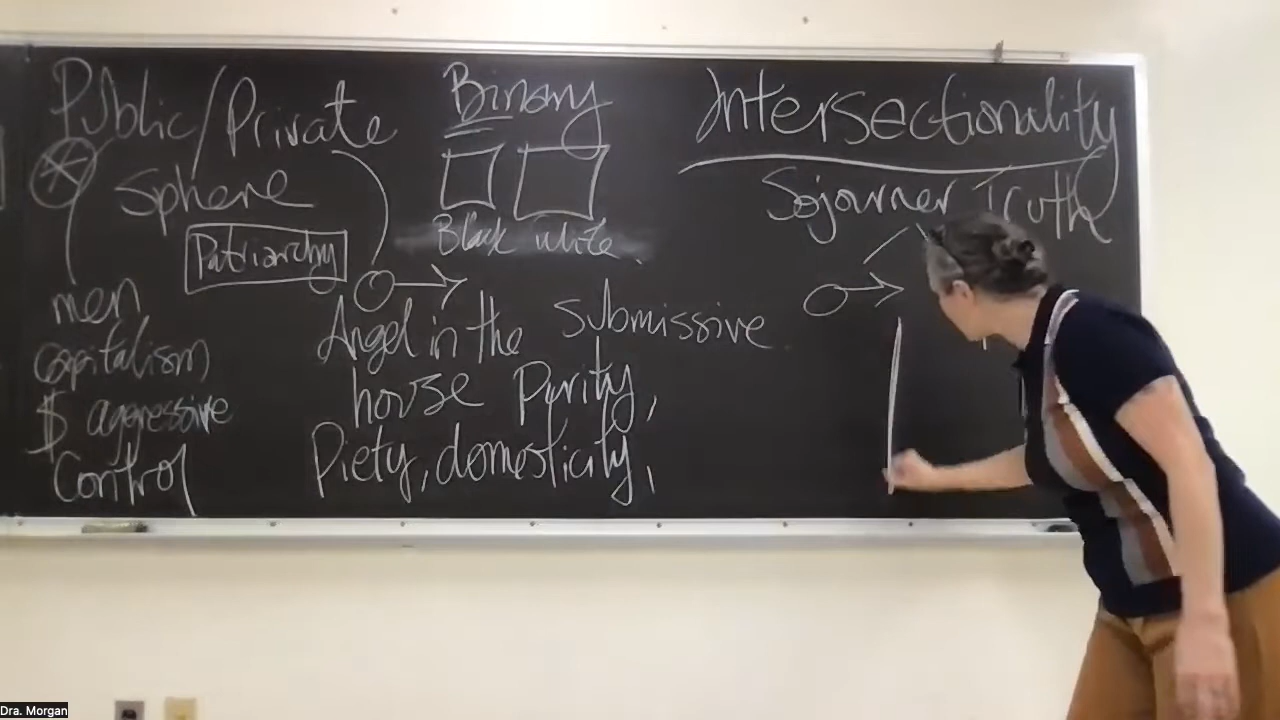 Public/Private
Sphere
Patriarchy
men
capitalism
$ aggressive
Control
Binary
Black white
Angel in the submissive
house Purity,
Piety, domesticity,
Intersectionality
Sojourner Truth
Dra. Morgan